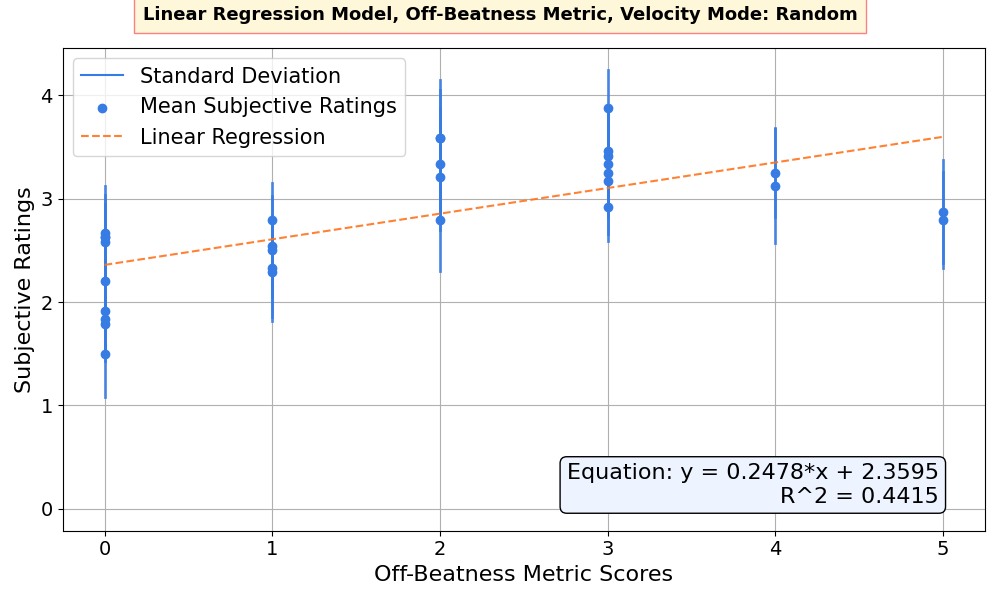 Linear Regression Model, Off-Beatness Metric, Velocity Mode: Random
Standard Deviation
Mean Subjective Ratings
Linear Regression
Subjective Ratings
4
3
2
1
0
Equation: y = 0.2478*x + 2.3595
R^2 = 0.4415
0 1 2 3 4 5
Off-Beatness Metric Scores